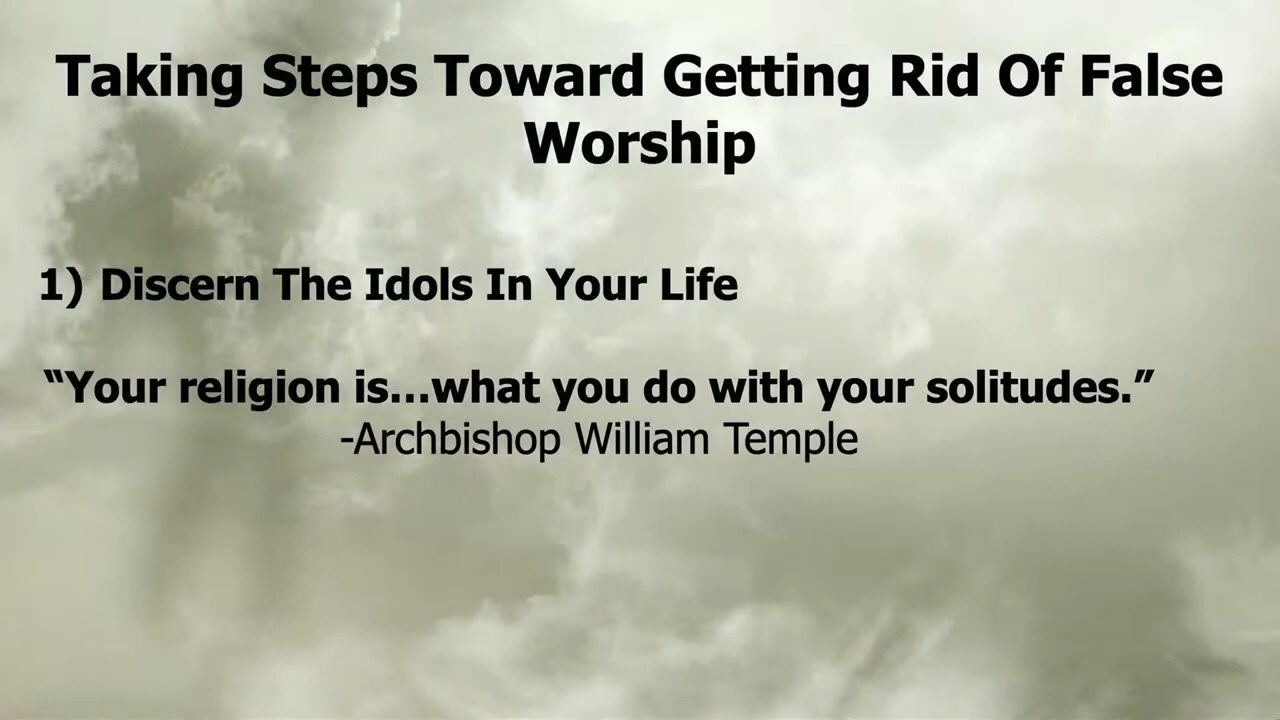 Taking Steps Toward Getting Rid Of False
Worship
1) Discern The Idols In Your Life
“Your religion is...what you do with your solitudes.”
-Archbishop William Temple